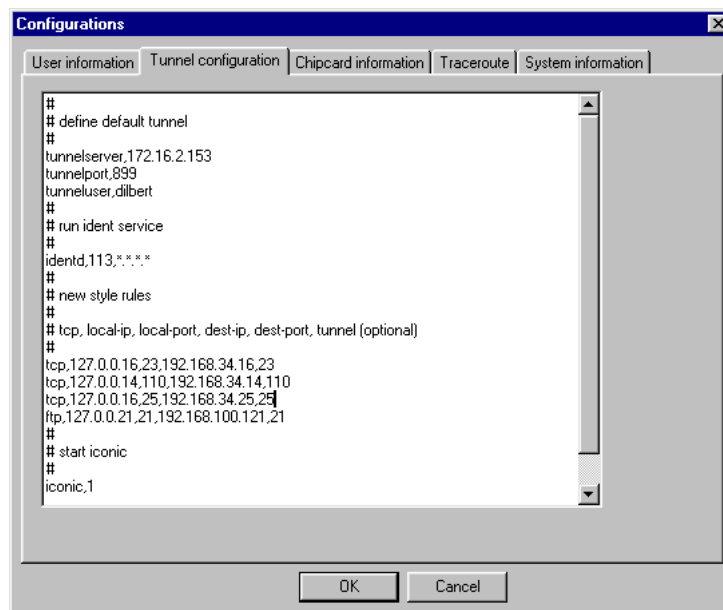 Configurations
User information Tunnel configuration Chipcard information Traceroute System information
#
# define default tunnel
#
tunnelserver,172.16.2.153
tunnelport,899
tunneluser,dilbert
#
# run ident service
#
identd,113,*.*.*.*
#
# new style rules
#
# tcp, local-ip, local-port, dest-ip, dest-port, tunnel (optional)
#
tcp,127.0.0.16,23,192.168.34.16,23
tcp,127.0.0.14,110,192.168.34.14,110
tcp,127.0.0.16,25,192.168.34.25,25
ftp,127.0.0.21,21,192.168.100.121,21
#
# start iconic
#
iconic,1
OK Cancel